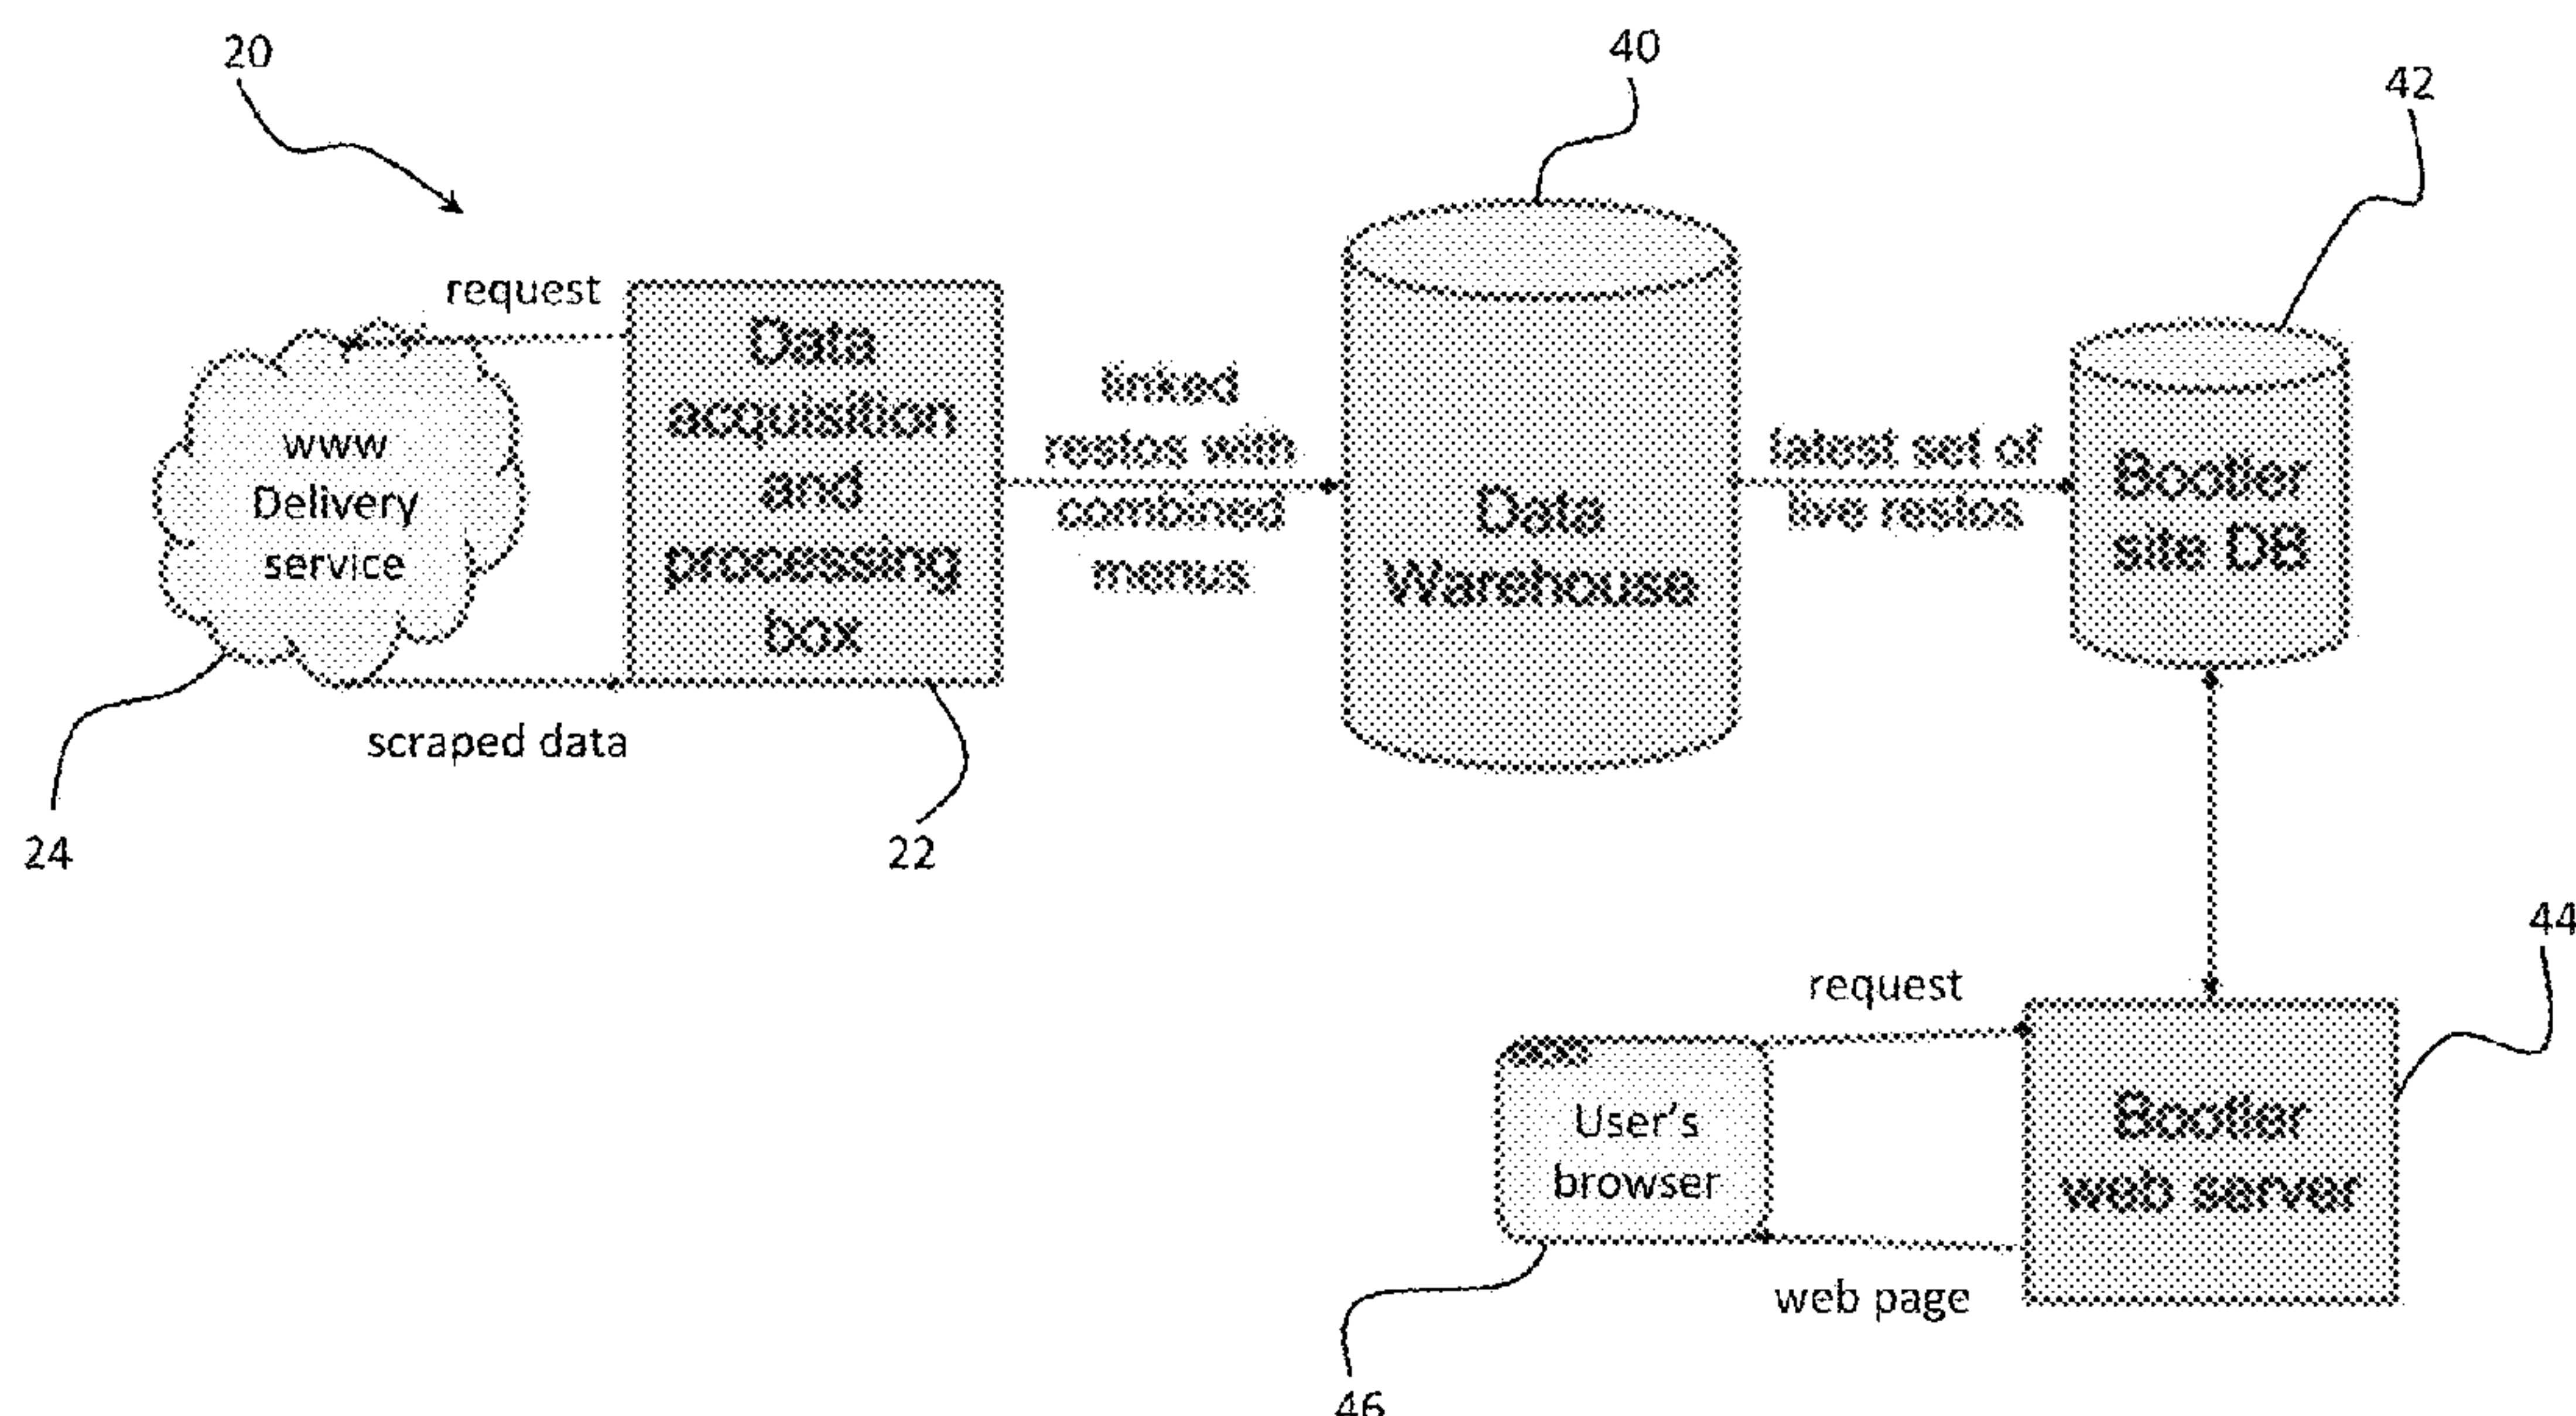 20
40
42
request
www
Delivery
service
Data
acquisition
and
processing
box
linked
restos with
combined
menus
Data
Warehouse
latest set of
live restos
Bootler
site DB
scraped data
24
22
44
request
User's
browser
Bootler
web server
web page
46